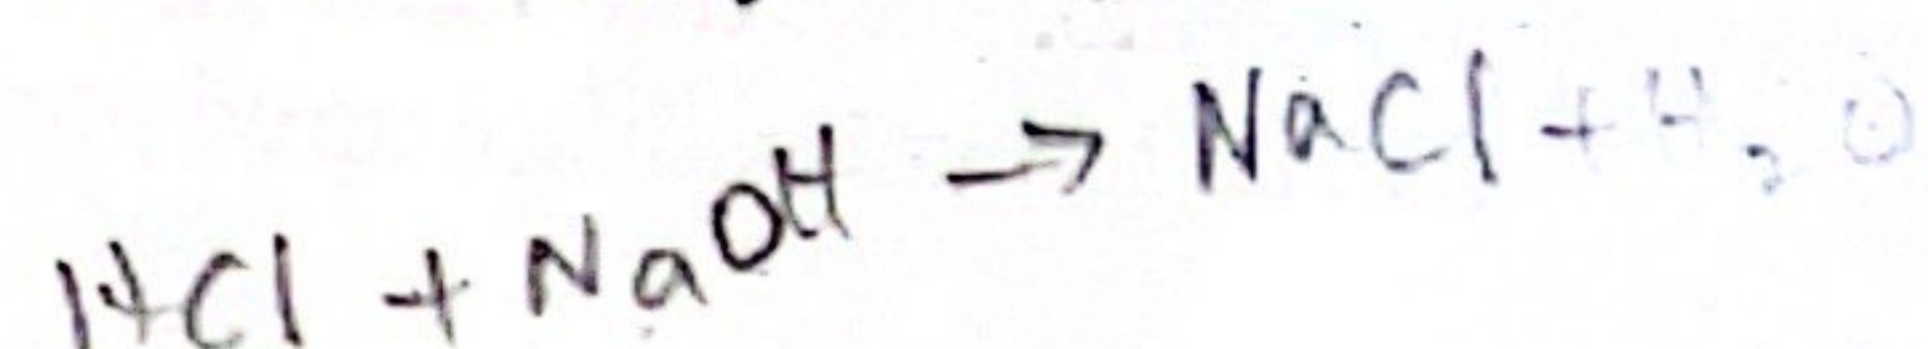 HCl + NaOH → NaCl + H₂O